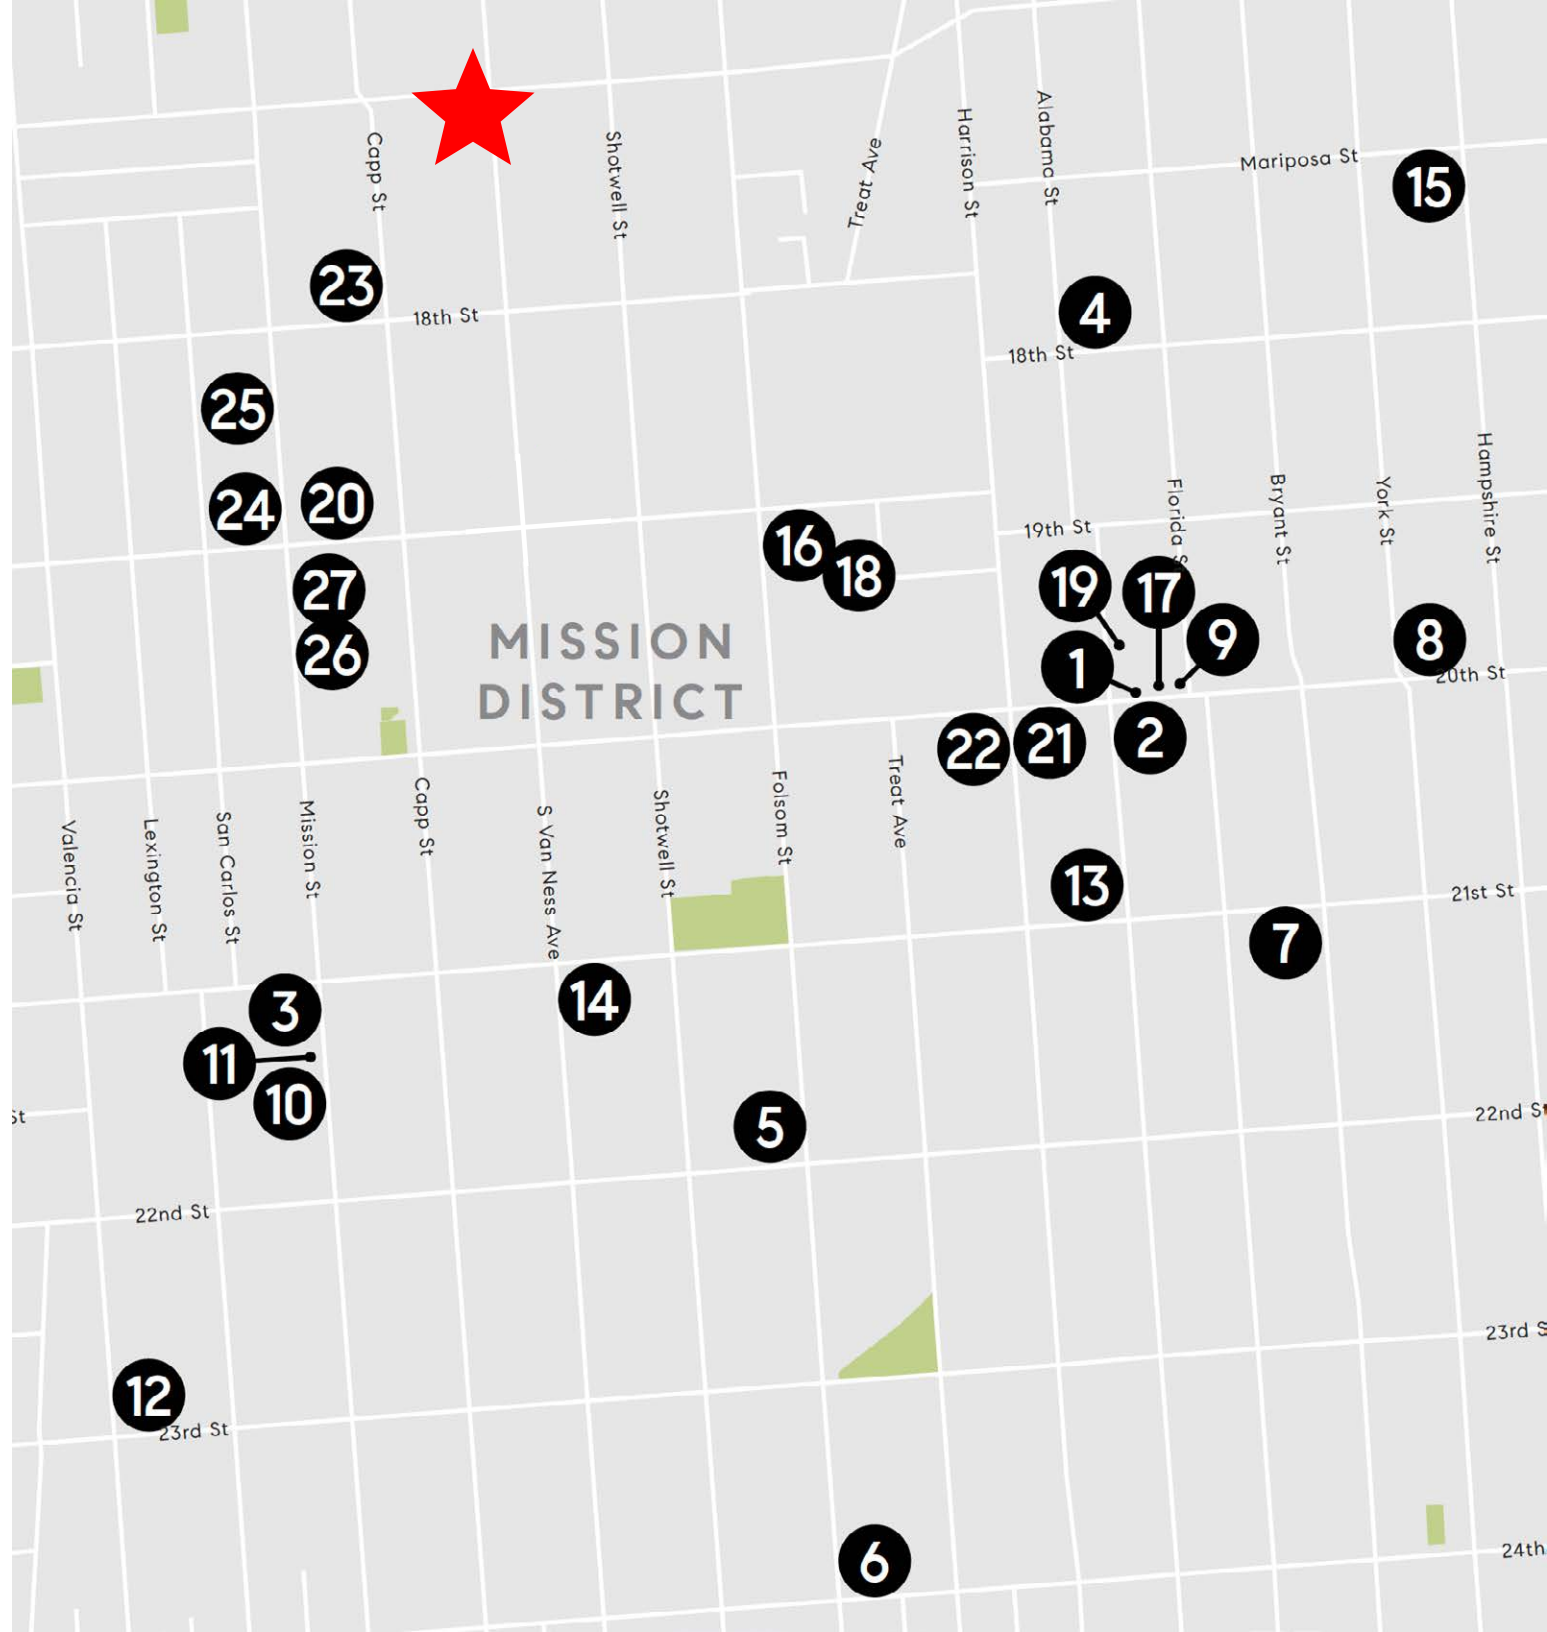 Capp St
Shotwell St
Treat Ave
Harrison St
Alabama St
Mariposa St
15
23
18th St
4
18th St
25
24
20
16
18
19th St
Florida S
Bryant St
York St
Hampshire St
27
26
19
17
9
1
8
20th St
MISSION
DISTRICT
22
21
2
Valencia St
Lexington St
San Carlos St
Mission St
Capp St
S Van Ness Ave
Shotwell St
Folsom St
Treat Ave
13
21st St
7
3
14
11
10
5
St
22nd St
22nd St
23rd S
12
23rd St
6
24th